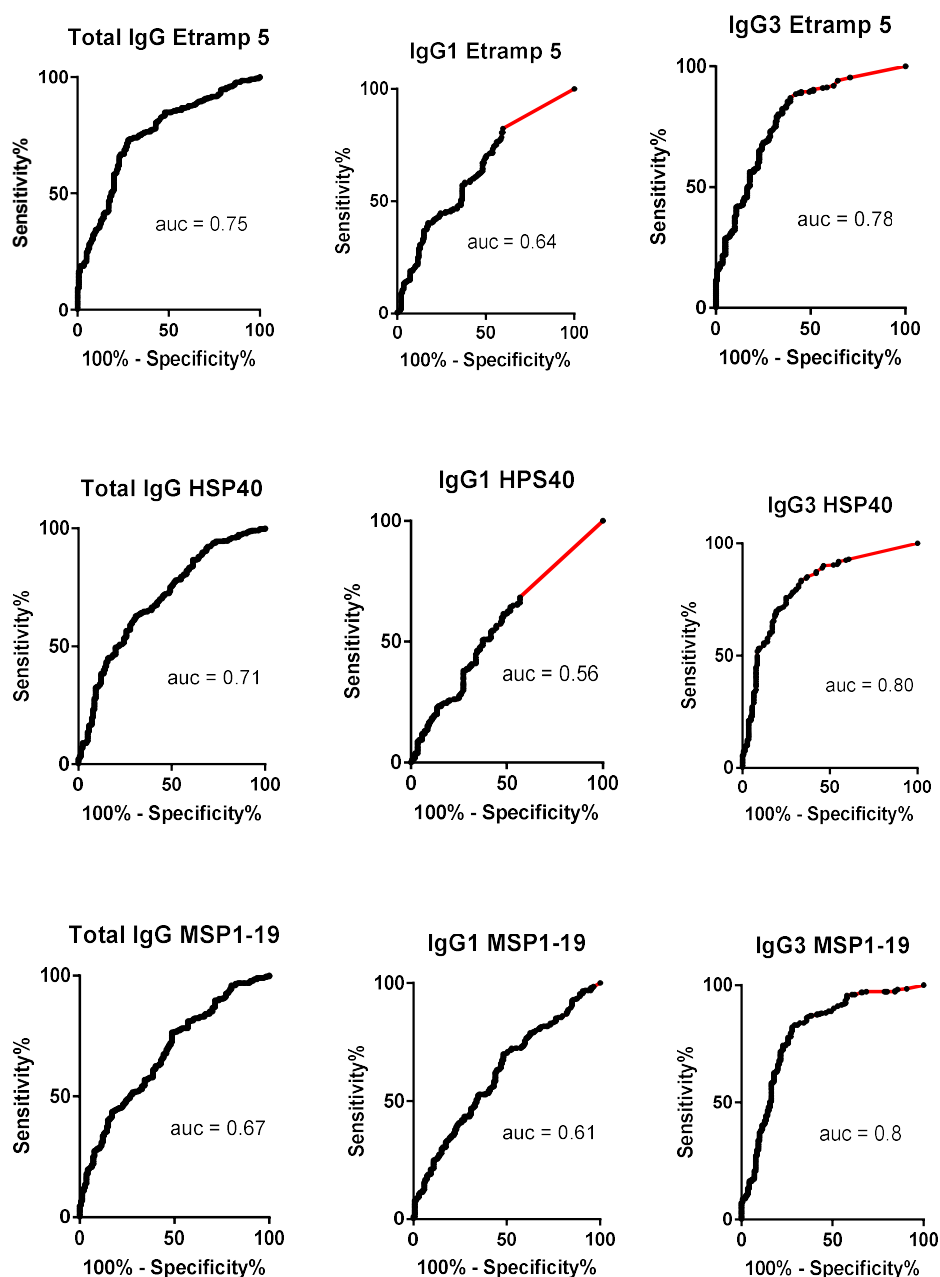 Total IgG Etramp 5
100
50
0
Sensitivity%
auc = 0.75
0 50 100
100% - Specificity%
IgG1 Etramp 5
100
50
0
Sensitivity%
auc = 0.64
0 50 100
100% - Specificity%
IgG3 Etramp 5
100
50
0
Sensitivity%
auc = 0.78
0 50 100
100% - Specificity%
Total IgG HSP40
100
50
0
Sensitivity%
auc = 0.71
0 50 100
100% - Specificity%
IgG1 HPS40
100
50
0
Sensitivity%
auc = 0.56
0 50 100
100% - Specificity%
IgG3 HSP40
100
50
0
Sensitivity%
auc = 0.80
0 50 100
100% - Specificity%
Total IgG MSP1-19
100
50
0
Sensitivity%
auc = 0.67
0 50 100
100% - Specificity%
IgG1 MSP1-19
100
50
0
Sensitivity%
auc = 0.61
0 50 100
100% - Specificity%
IgG3 MSP1-19
100
50
0
Sensitivity%
auc = 0.8
0 50 100
100% - Specificity%